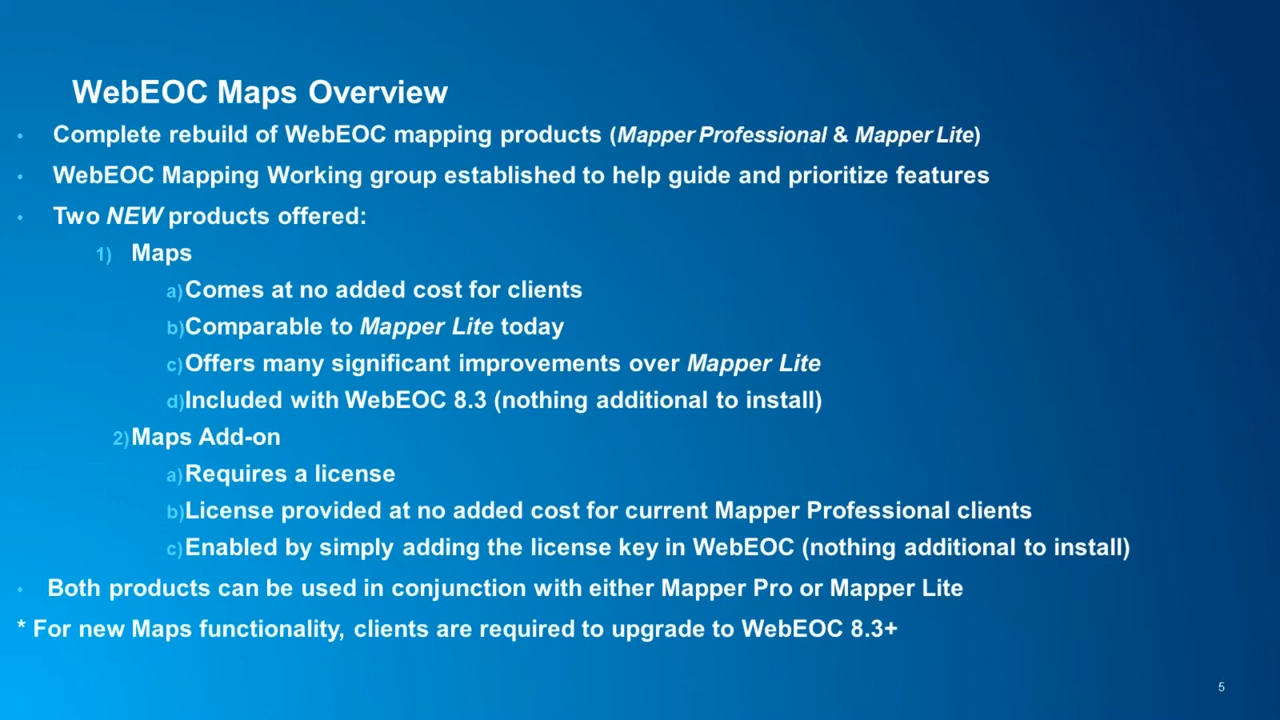 WebEOC Maps Overview
• Complete rebuild of WebEOC mapping products (Mapper Professional & Mapper Lite)
• WebEOC Mapping Working group established to help guide and prioritize features
• Two NEW products offered:
1) Maps
a)Comes at no added cost for clients
b)Comparable to Mapper Lite today
c)Offers many significant improvements over Mapper Lite
d)Included with WebEOC 8.3 (nothing additional to install)
2)Maps Add-on
a)Requires a license
b)License provided at no added cost for current Mapper Professional clients
c)Enabled by simply adding the license key in WebEOC (nothing additional to install)
• Both products can be used in conjunction with either Mapper Pro or Mapper Lite
* For new Maps functionality, clients are required to upgrade to WebEOC 8.3+
5